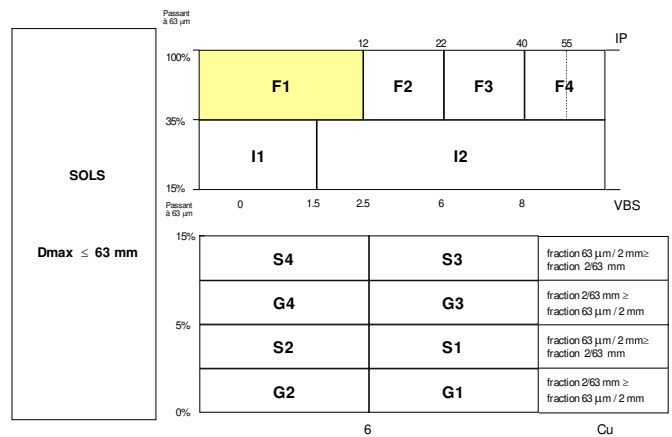 Passant
à 63 µm
IP
12 22 40 55
100%
F1 F2 F3 F4
35%
I1 I2
SOLS
15%
Passant
à 63 µm
0 1.5 2.5 6 8 VBS
15%
Dmax ≤ 63 mm
S4 S3 fraction 63 µm / 2 mm≥
fraction 2/63 mm
G4 G3 fraction 2/63 mm ≥
fraction 63 µm / 2 mm
5%
S2 S1 fraction 63 µm / 2 mm≥
fraction 2/63 mm
G2 G1 fraction 2/63 mm ≥
fraction 63 µm / 2 mm
0%
6 Cu